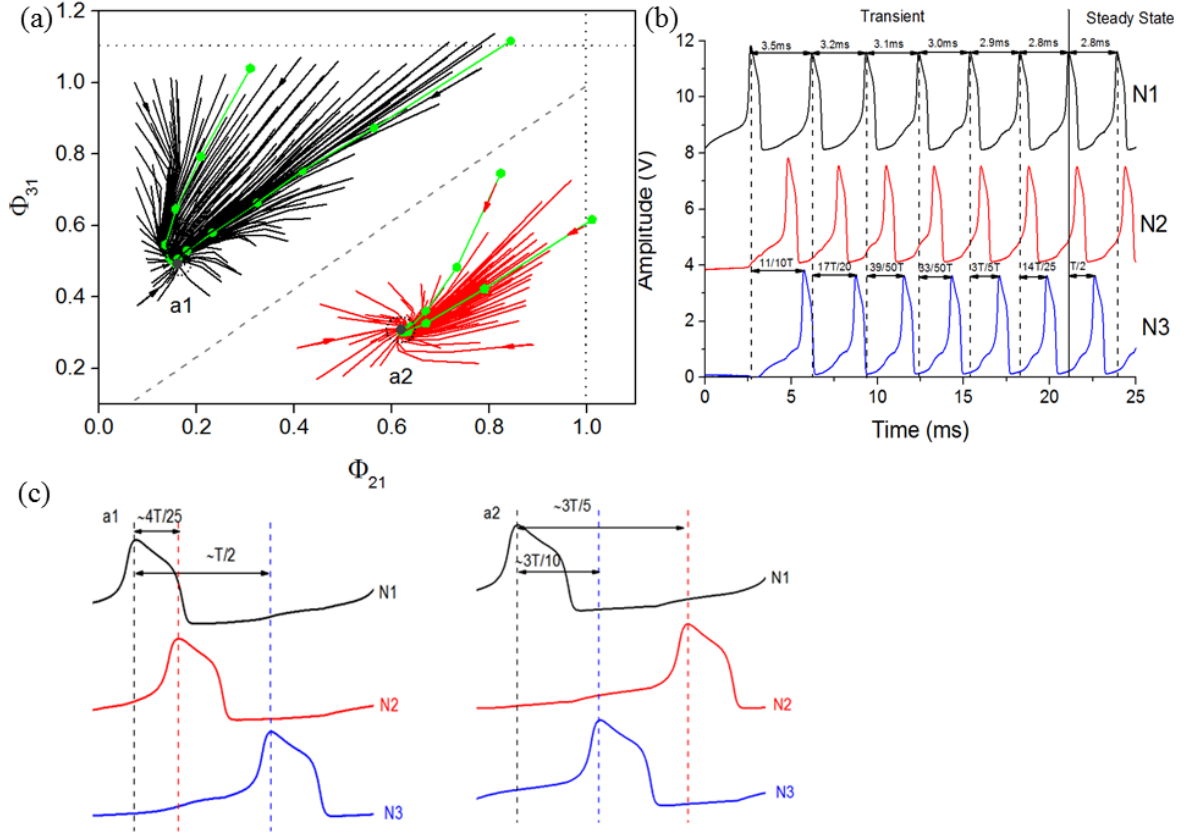 (a)
1.2
1.0
0.8
0.6
0.4
0.2
Φ31
a1
a2
0.0
0.2
0.4
0.6
0.8
1.0
Φ21
(b)
Transient
Steady State
12
10
8
6
4
2
0
Amplitude (V)
3.5ms
3.2ms
3.1ms
3.0ms
2.9ms
2.8ms
2.8ms
N1
N2
11/10T
17T/20
39/50T
33/50T
3T/5T
14T/25
T/2
N3
0
5
10
15
20
25
Time (ms)
(c)
a1
~4T/25
~T/2
N1
N2
N3
a2
~3T/5
~3T/10
N1
N2
N3